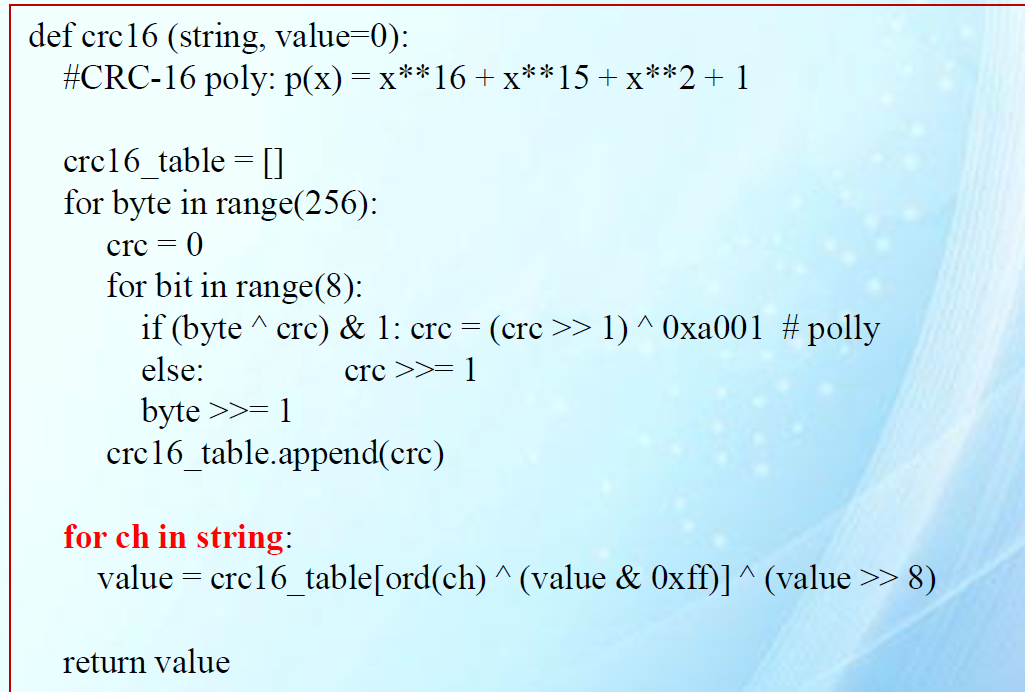 def crc16 (string, value=0):
#CRC-16 poly: p(x) = x**16 + x**15 + x**2 + 1
crc16_table = []
for byte in range(256):
crc = 0
for bit in range(8):
if (byte ^ crc) & 1: crc = (crc >> 1) ^ 0xa001 # polly
else: crc >>= 1
byte >>= 1
crc16_table.append(crc)
for ch in string:
value = crc16_table[ord(ch) ^ (value & 0xff)] ^ (value >> 8)
return value